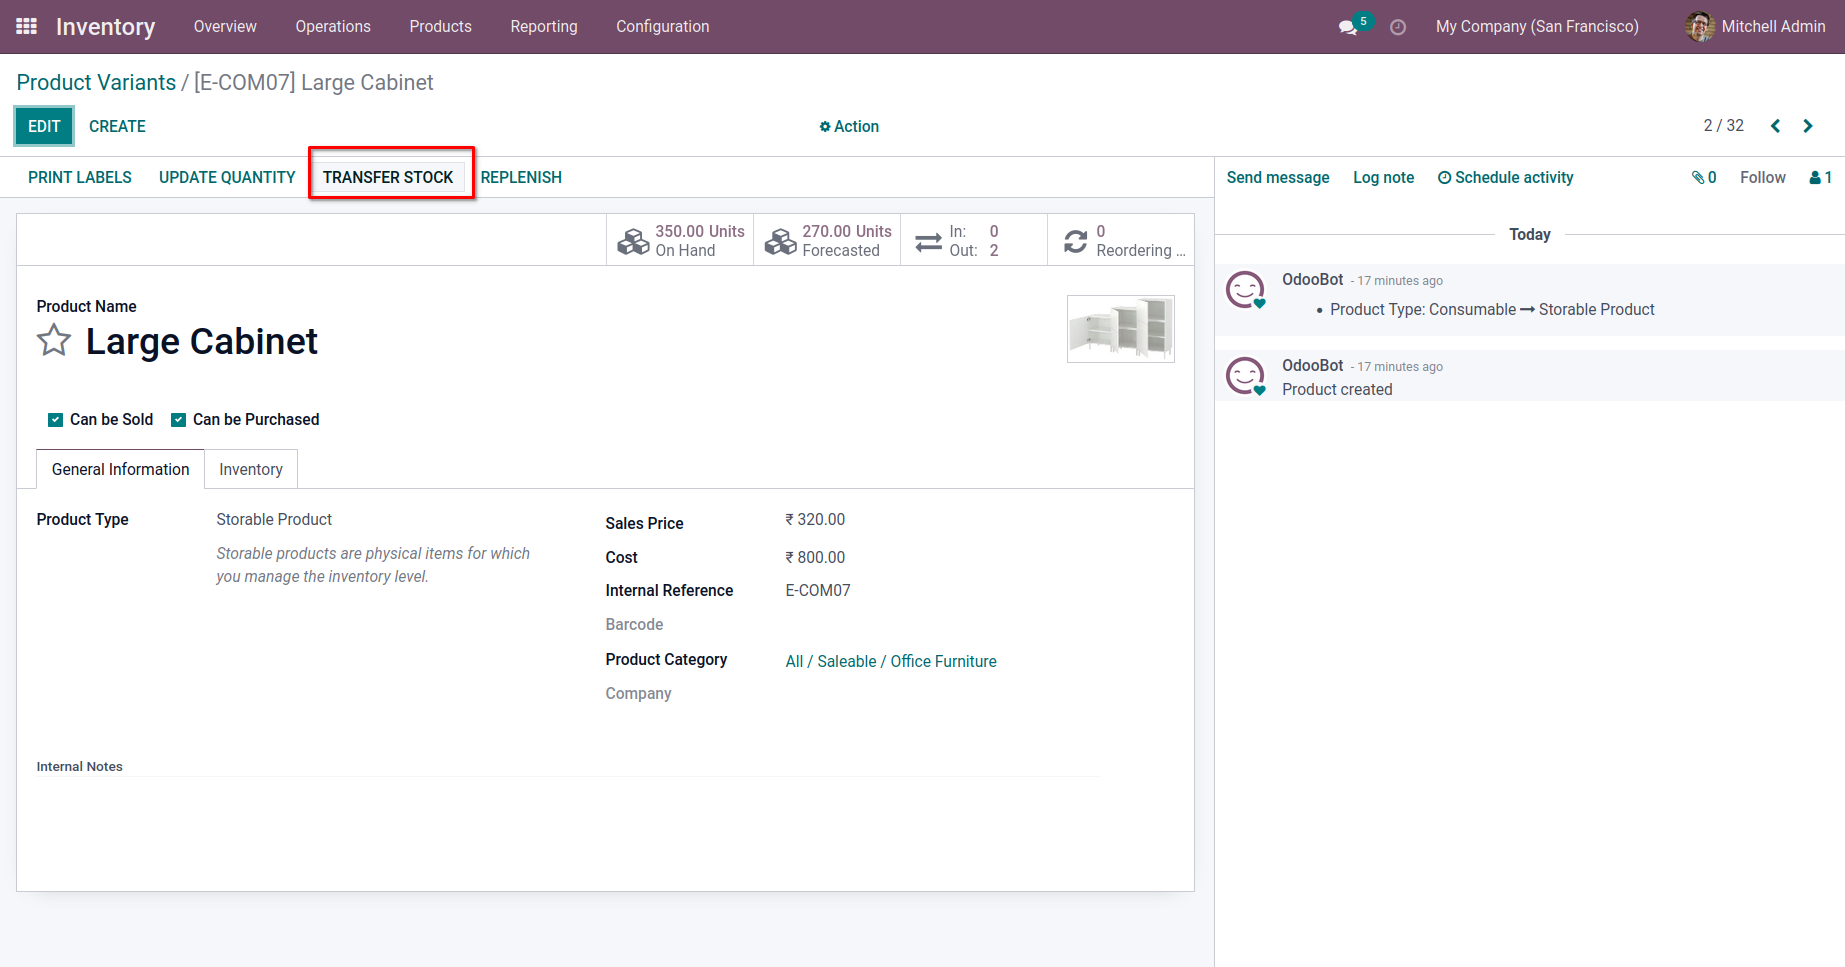 Inventory Overview Operations Products Reporting Configuration 5 My Company (San Francisco) Mitchell Admin
Product Variants / [E-COM07] Large Cabinet
EDIT CREATE Action 2 / 32
PRINT LABELS UPDATE QUANTITY TRANSFER STOCK REPLENISH
350.00 Units
On Hand
270.00 Units
Forecasted
In: 0
Out: 2
0
Reordering ...
Product Name
Large Cabinet
Can be Sold Can be Purchased
General Information Inventory
Product Type Storable Product
Storable products are physical items for which
you manage the inventory level.
Sales Price ₹ 320.00
Cost ₹ 800.00
Internal Reference E-COM07
Barcode
Product Category All / Saleable / Office Furniture
Company
Internal Notes
Send message Log note Schedule activity 0 Follow 1
Today
OdooBot - 17 minutes ago
• Product Type: Consumable → Storable Product
OdooBot - 17 minutes ago
Product created